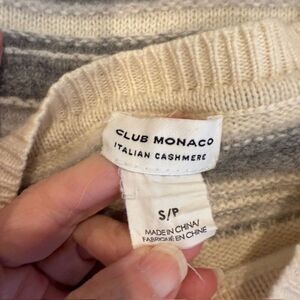 CLUB MONACO
ITALIAN CASHMERE
S/P
MADE IN CHINA/
FABRIQUÉ EN CHINE